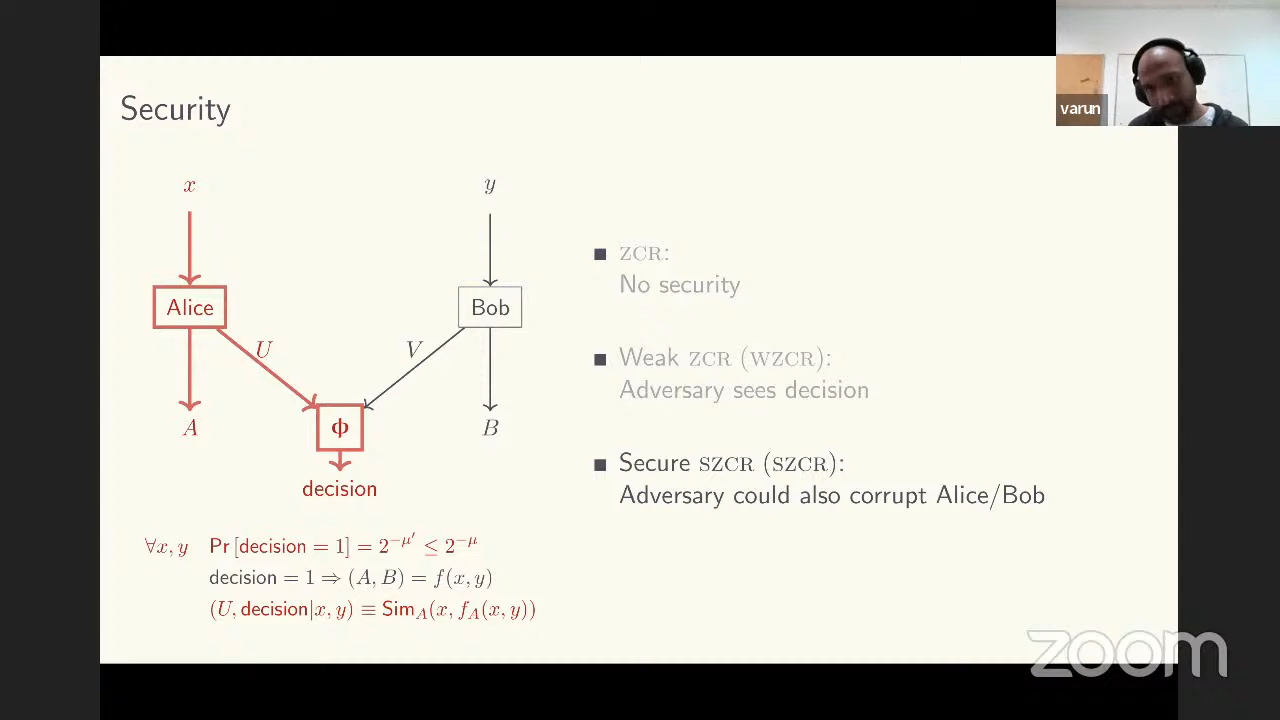 varun
Security
x
y
Alice
Bob
U
V
A
ϕ
B
decision
∀x, y Pr [decision = 1] = 2^{−μ′} ≤ 2^{−μ}
decision = 1 ⇒ (A, B) = f(x, y)
(U, decision|x, y) ≡ Sim_A(x, f_A(x, y))
■ ZCR:
No security
■ Weak ZCR (WZCR):
Adversary sees decision
■ Secure SZCR (SZCR):
Adversary could also corrupt Alice/Bob
zoom